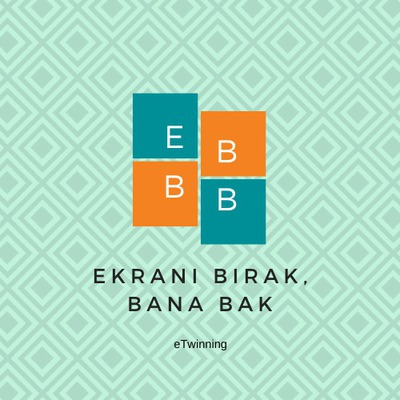 E B
B B
EKRANI BIRAK,
BANA BAK
eTwinning